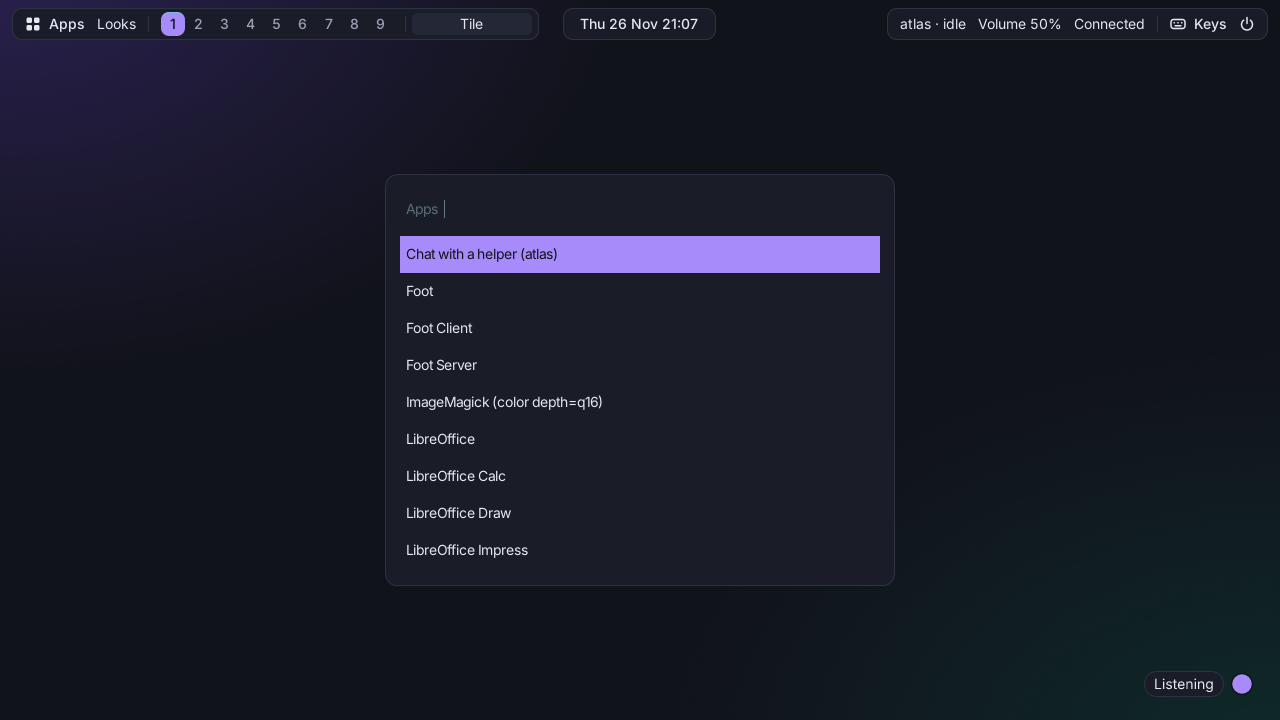 Apps Looks 1 2 3 4 5 6 7 8 9 Tile Thu 26 Nov 21:07 atlas · idle Volume 50% Connected Keys
Apps
Chat with a helper (atlas)
Foot
Foot Client
Foot Server
ImageMagick (color depth=q16)
LibreOffice
LibreOffice Calc
LibreOffice Draw
LibreOffice Impress
Listening